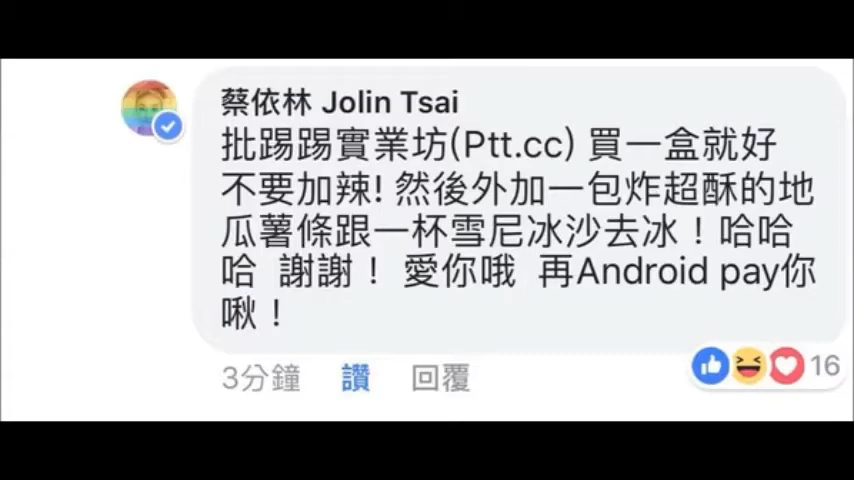 蔡依林 Jolin Tsai
批踢踢實業坊(Ptt.cc) 買一盒就好
不要加辣! 然後外加一包炸超酥的地
瓜薯條跟一杯雪尼冰沙去冰！哈哈
哈 謝謝！ 愛你哦 再Android pay你
啾！
3分鐘 讚 回覆 16